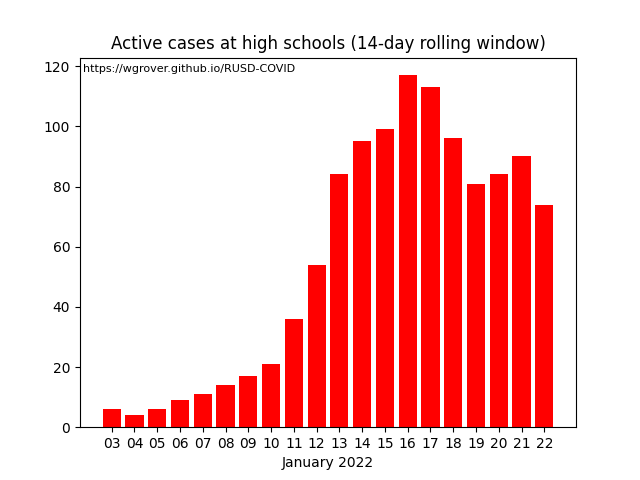 Active cases at high schools (14-day rolling window)
https://wgrover.github.io/RUSD-COVID
120
100
80
60
40
20
0
03 04 05 06 07 08 09 10 11 12 13 14 15 16 17 18 19 20 21 22
January 2022